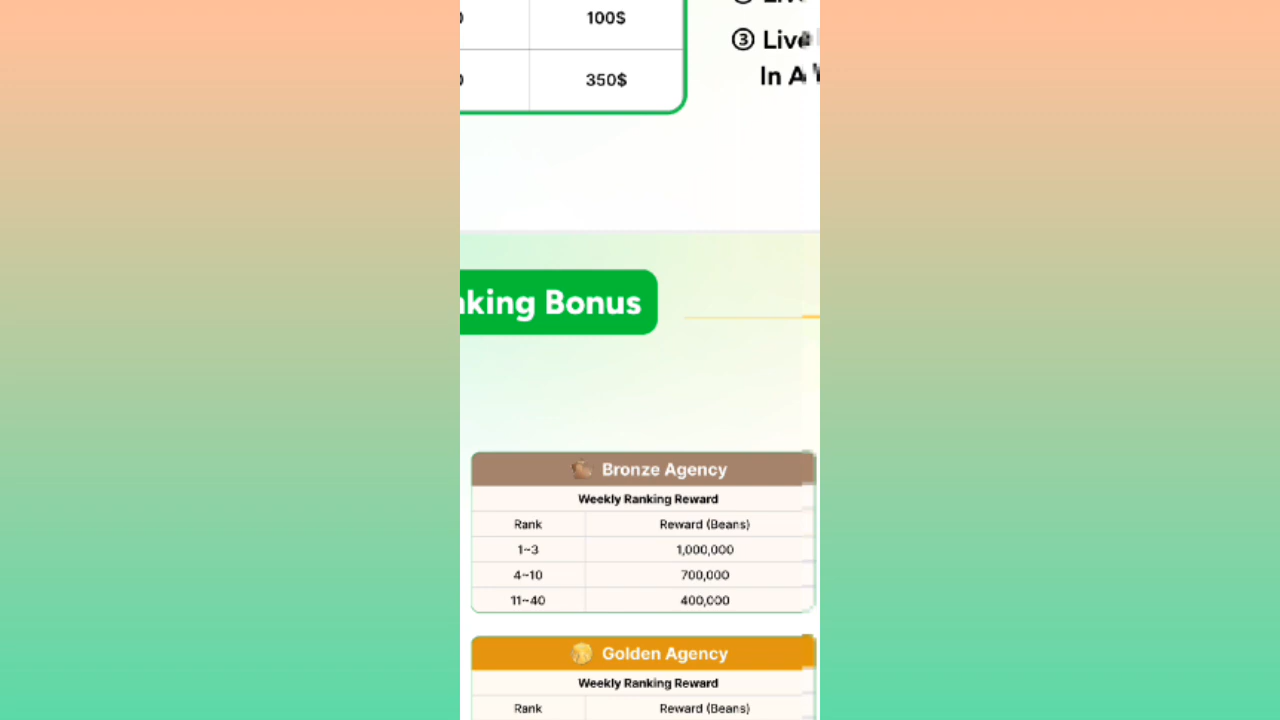 100$
③ Live
In A
350$
nking Bonus
Bronze Agency
Weekly Ranking Reward
Rank Reward (Beans)
1~3 1,000,000
4~10 700,000
11~40 400,000
Golden Agency
Weekly Ranking Reward
Rank Reward (Beans)